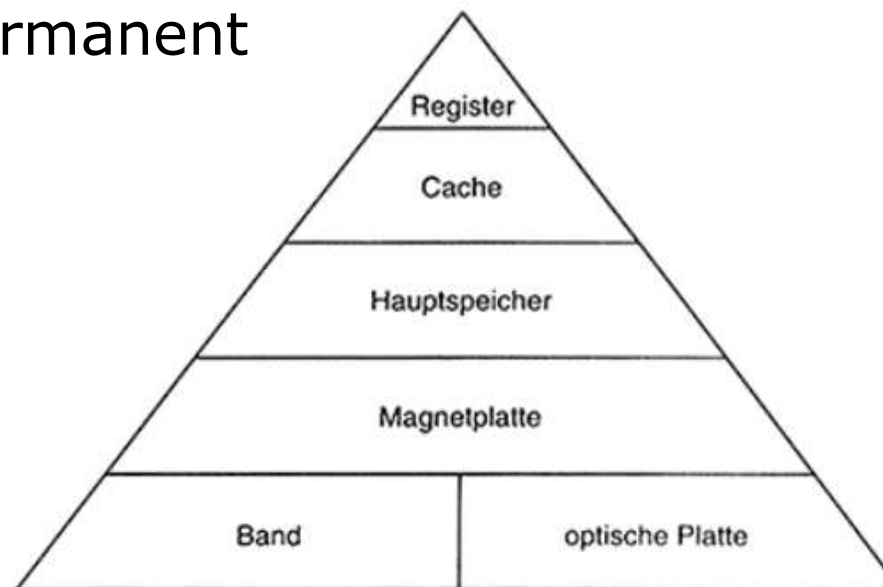 rmanent
Register
Cache
Hauptspeicher
Magnetplatte
Band optische Platte